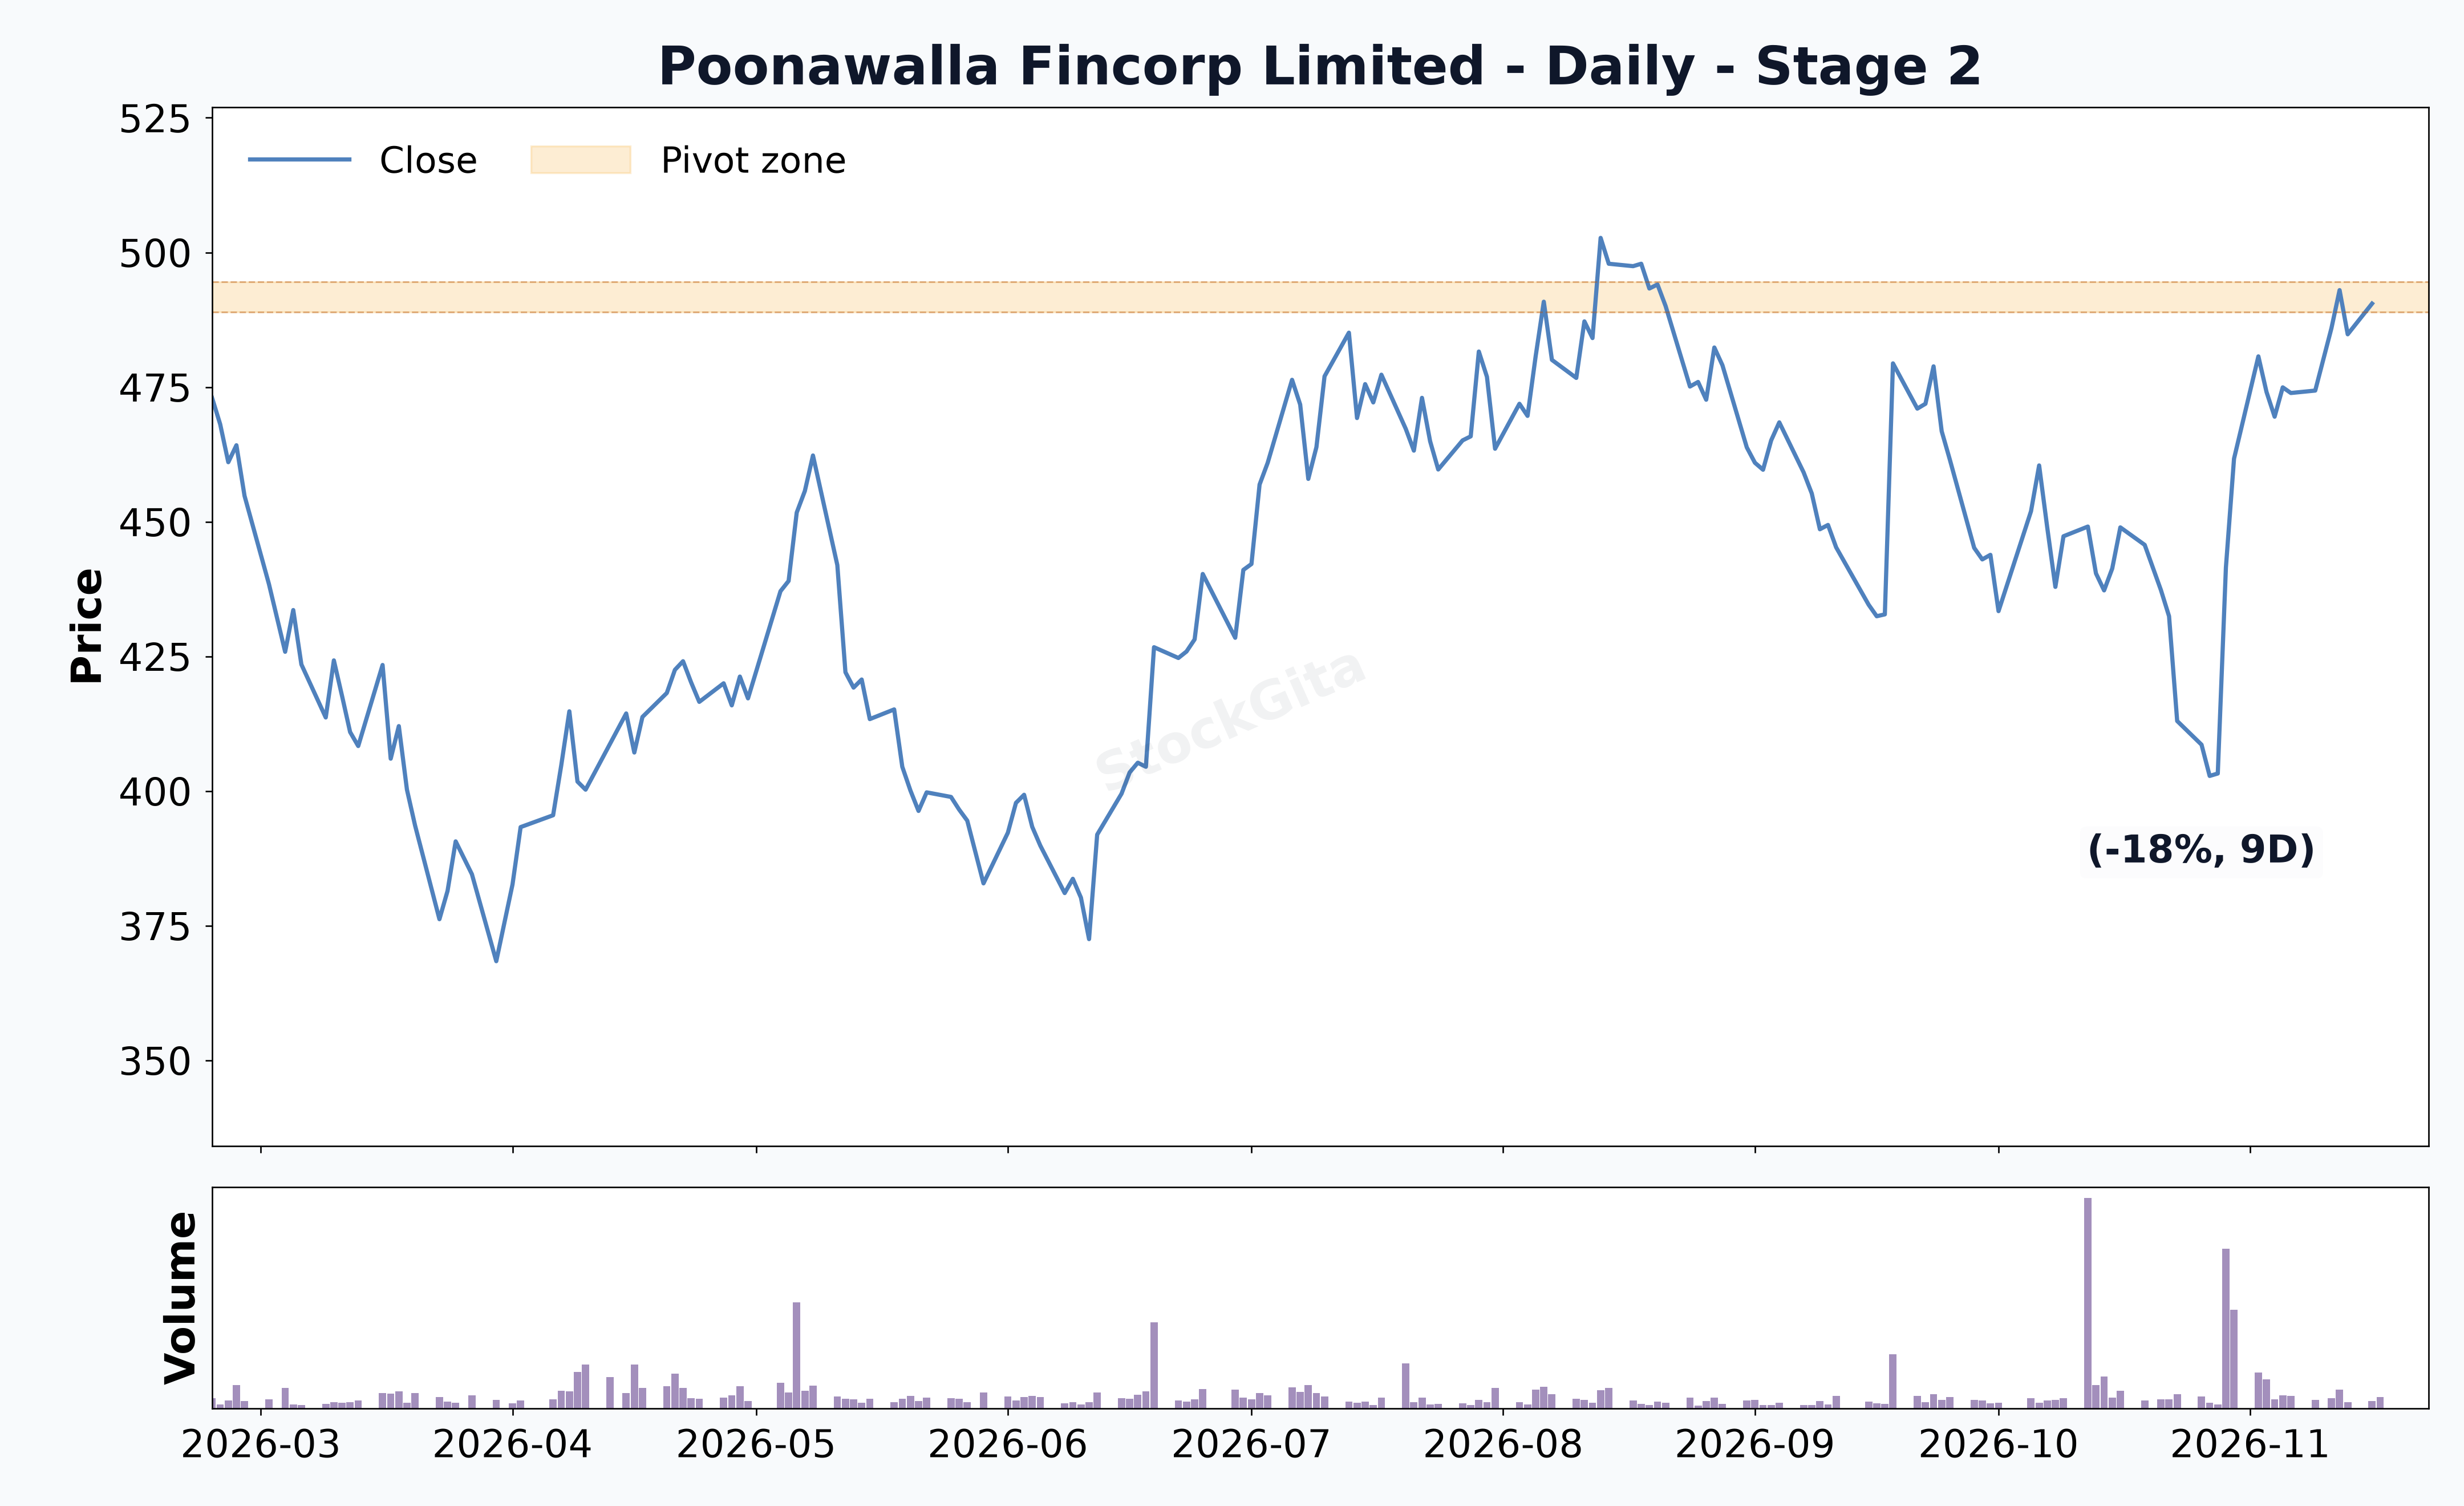 Poonawalla Fincorp Limited - Daily - Stage 2
525
500
475
450
425
400
375
350
Price
Close
Pivot zone
StockGita
(-18%, 9D)
Volume
2026-03
2026-04
2026-05
2026-06
2026-07
2026-08
2026-09
2026-10
2026-11